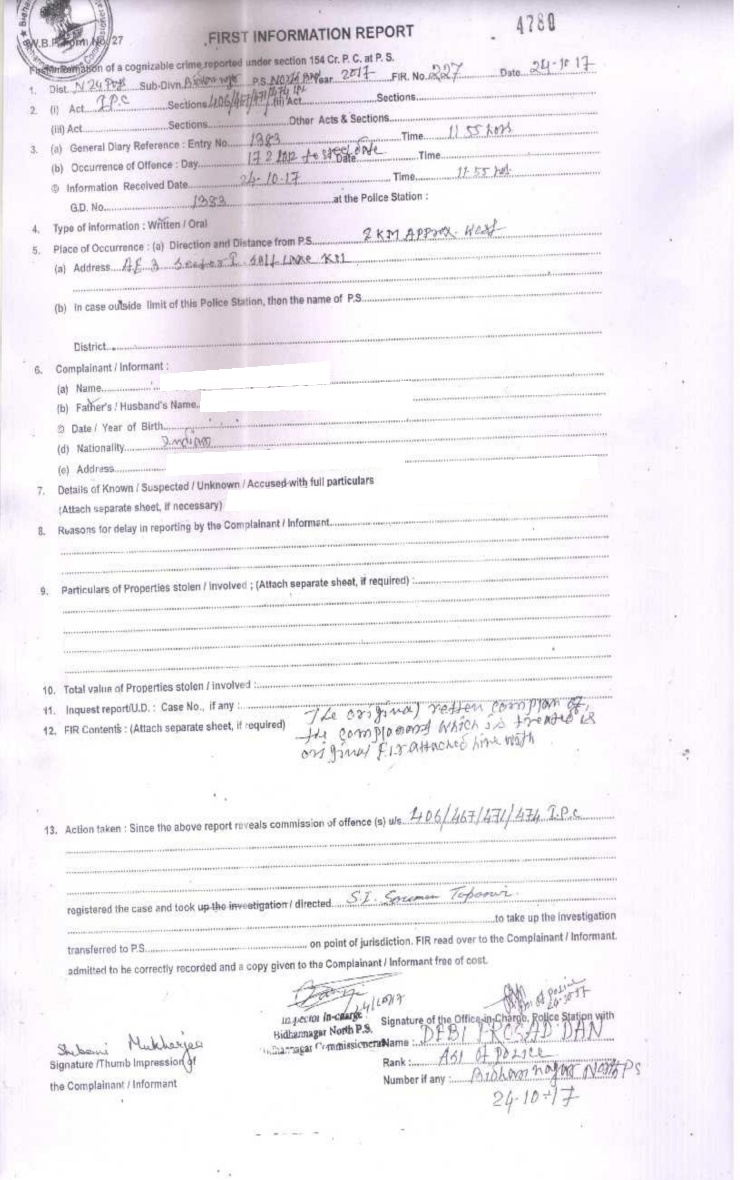 4780
W.B.P. Form No. 27
FIRST INFORMATION REPORT
First Information of a cognizable crime reported under section 154 Cr. P. C. at P. S.
1. Dist. N 24 Pgs Sub-Divn. P.S. North Year 2017 FIR. No. 227 Date 24-10-17
2. (i) Act I.P.C Sections 406/467/471/474 IPC (ii) Act Sections
(iii) Act Sections Other Acts & Sections
3. (a) General Diary Reference : Entry No. 1383 Time 11 55 hrs
(b) Occurrence of Offence : Day 17 2 2012 to Date Time
© Information Received Date 24-10-17 Time 11-55 hrs
G.D. No. 1383 at the Police Station :
4. Type of information : Written / Oral
5. Place of Occurrence : (a) Direction and Distance from P.S. 2 KM APProx. West
(a) Address AE 3 Sector I Salt Lake
(b) In case outside limit of this Police Station, then the name of P.S.
District
6. Complainant / Informant :
(a) Name
(b) Father's / Husband's Name
© Date / Year of Birth
(d) Nationality Indian
(e) Address
7. Details of Known / Suspected / Unknown / Accused with full particulars
(Attach separate sheet, if necessary)
8. Reasons for delay in reporting by the Complainant / Informant
9. Particulars of Properties stolen / Involved ; (Attach separate sheet, if required) :
10. Total value of Properties stolen / involved :
11. Inquest report/U.D. : Case No., if any :
12. FIR Contents : (Attach separate sheet, if required) The original retten complan of
the complanant which is treated as
original F.I.R attached here with
13. Action taken : Since the above report reveals commission of offence (s) u/s 406/467/471/474 I.P.C
registered the case and took up the investigation / directed S.I.
to take up the investigation
transferred to P.S. on point of jurisdiction. FIR read over to the Complainant / Informant.
admitted to be correctly recorded and a copy given to the Complainant / Informant free of cost.
24/10/17
of police
24-10-17
Inspector In-charge
Bidhannagar North P.S.
Bidhannagar Commissionerate
Signature of the Office-in-Charge, Police Station with
Name : DEBI PRASAD DAN
Rank : ASI of police
Number if any : Bidhannagar North PS
24-10-17
Shibani Mukherjee
Signature /Thumb Impression of
the Complainant / Informant